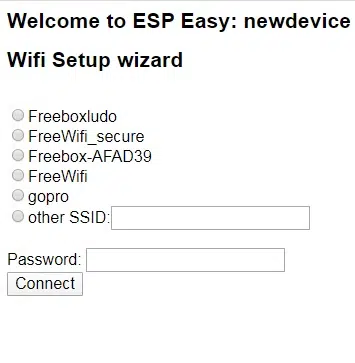 Welcome to ESP Easy: newdevice
Wifi Setup wizard
Freeboxludo
FreeWifi_secure
Freebox-AFAD39
FreeWifi
gopro
other SSID:
Password:
Connect